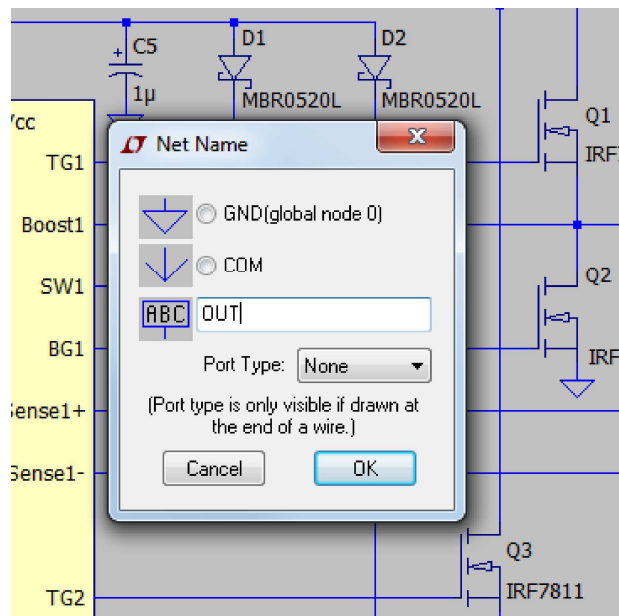 C5
D1
D2
+
1µ
MBR0520L
MBR0520L
Vcc
Net Name
Q1
TG1
GND(global node 0)
Boost1
COM
SW1
Q2
ABC
OUT
BG1
Port Type:
None
IRF
Sense1+
(Port type is only visible if drawn at
the end of a wire.)
Cancel
OK
Sense1-
Q3
TG2
IRF7811